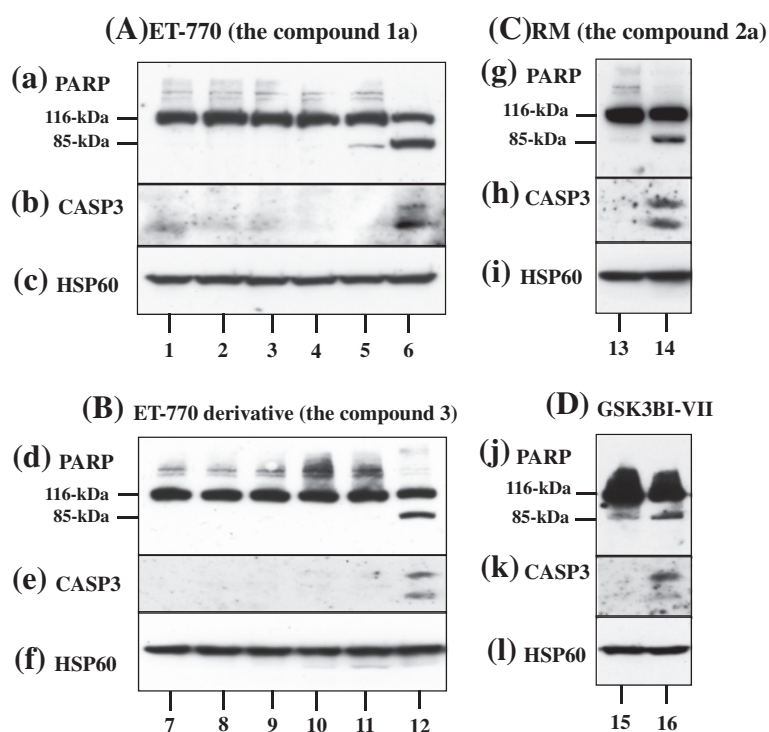 (A)ET-770 (the compound 1a)
(a) PARP
116-kDa
85-kDa
(b) CASP3
(c) HSP60
1 2 3 4 5 6
(C)RM (the compound 2a)
(g) PARP
116-kDa
85-kDa
(h) CASP3
(i) HSP60
13 14
(B) ET-770 derivative (the compound 3)
(d) PARP
116-kDa
85-kDa
(e) CASP3
(f) HSP60
7 8 9 10 11 12
(D) GSK3BI-VII
(j) PARP
116-kDa
85-kDa
(k) CASP3
(l) HSP60
15 16